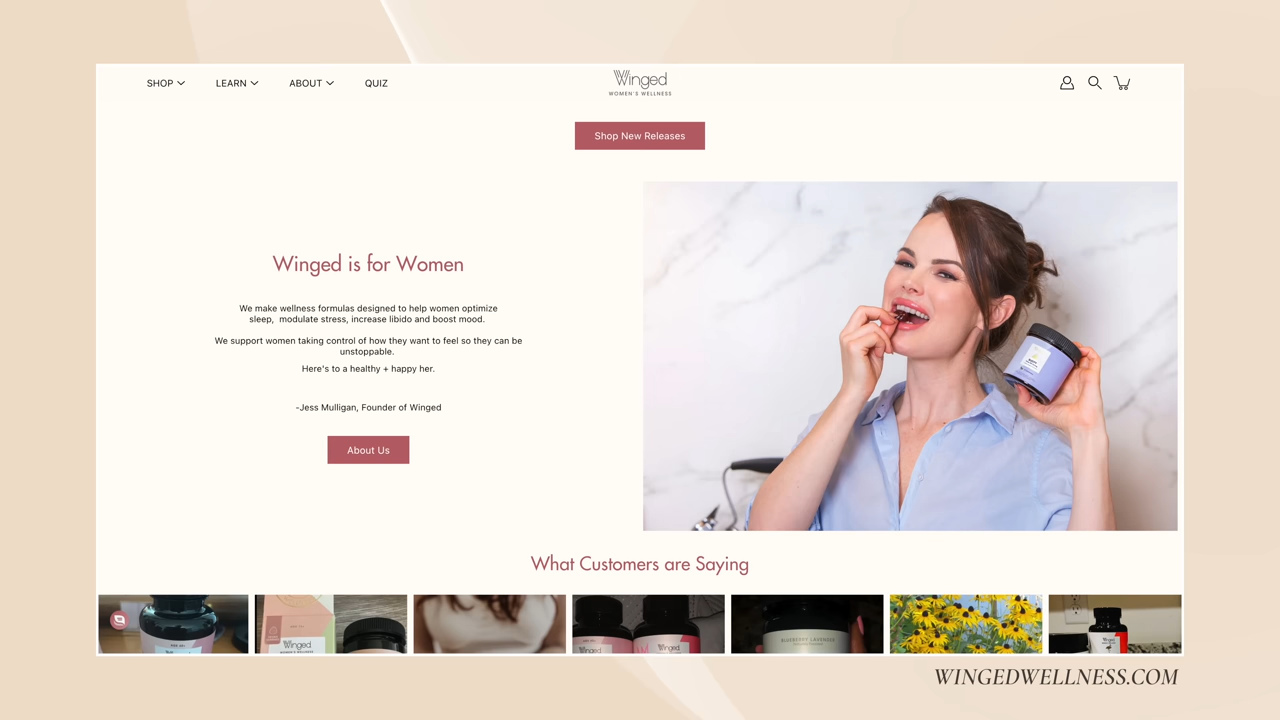 SHOP LEARN ABOUT QUIZ
Winged
WOMEN'S WELLNESS
Shop New Releases
Winged is for Women
We make wellness formulas designed to help women optimize
sleep, modulate stress, increase libido and boost mood.
We support women taking control of how they want to feel so they can be
unstoppable.
Here's to a healthy + happy her.
-Jess Mulligan, Founder of Winged
About Us
What Customers are Saying
Winged
WOMEN'S WELLNESS
Winged
BLUEBERRY LAVENDER
WINGEDWELLNESS.COM